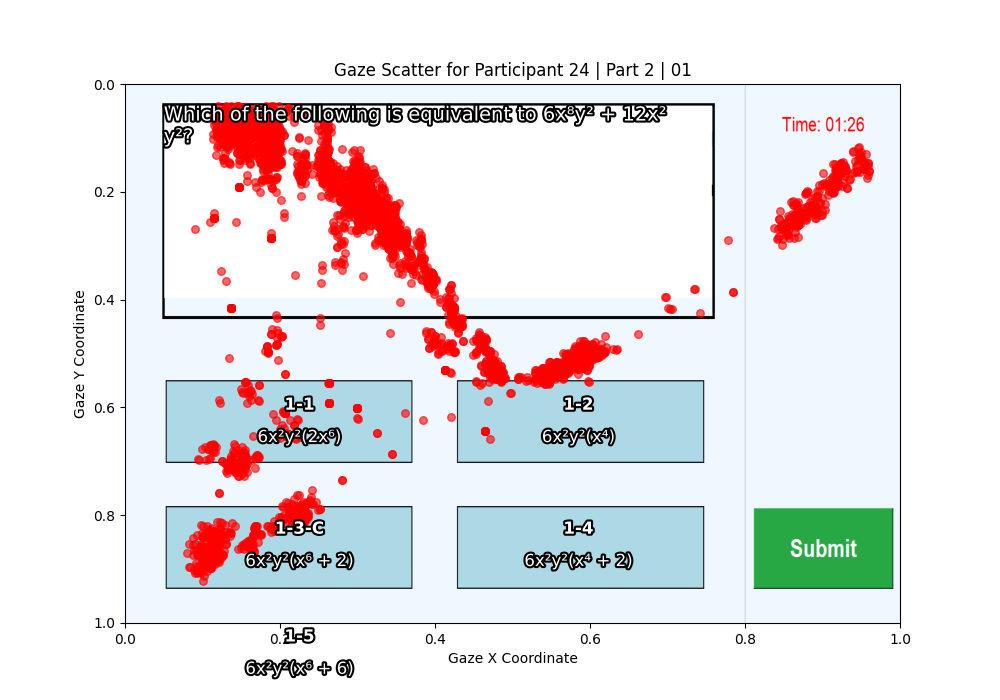 Gaze Scatter for Participant 24 | Part 2 | 01
Which of the following is equivalent to 6x⁸y² + 12x²
y²?
Time: 01:26
1-1
6x²y²(2x⁶)
1-2
6x²y²(x⁴)
1-3-C
6x²y²(x⁶ + 2)
1-4
6x²y²(x⁴ + 2)
Submit
1-5
6x²y²(x⁶ + 6)
Gaze Y Coordinate
0.0
0.2
0.4
0.6
0.8
1.0
0.0 0.2 0.4 0.6 0.8 1.0
Gaze X Coordinate